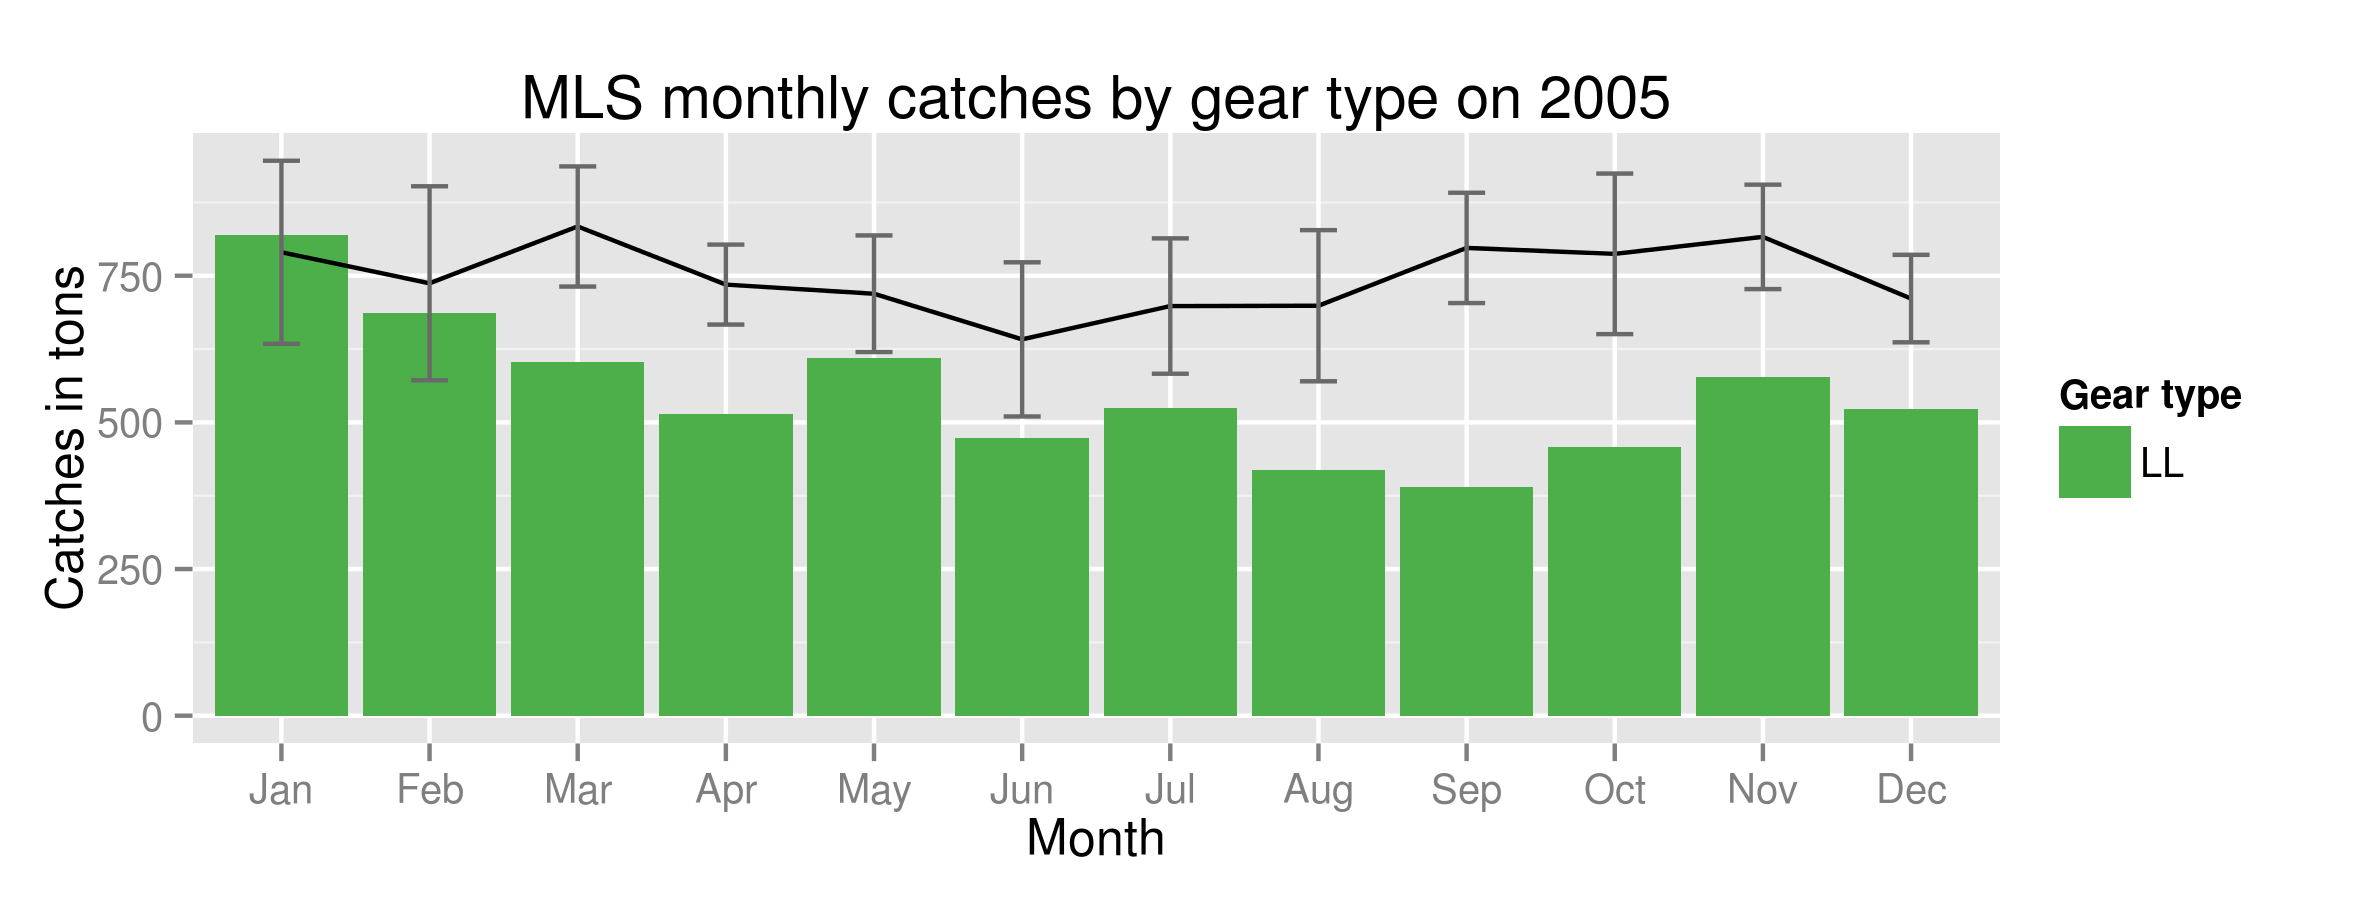 MLS monthly catches by gear type on 2005
Catches in tons
750
500
250
0
Jan Feb Mar Apr May Jun Jul Aug Sep Oct Nov Dec
Month
Gear type
LL